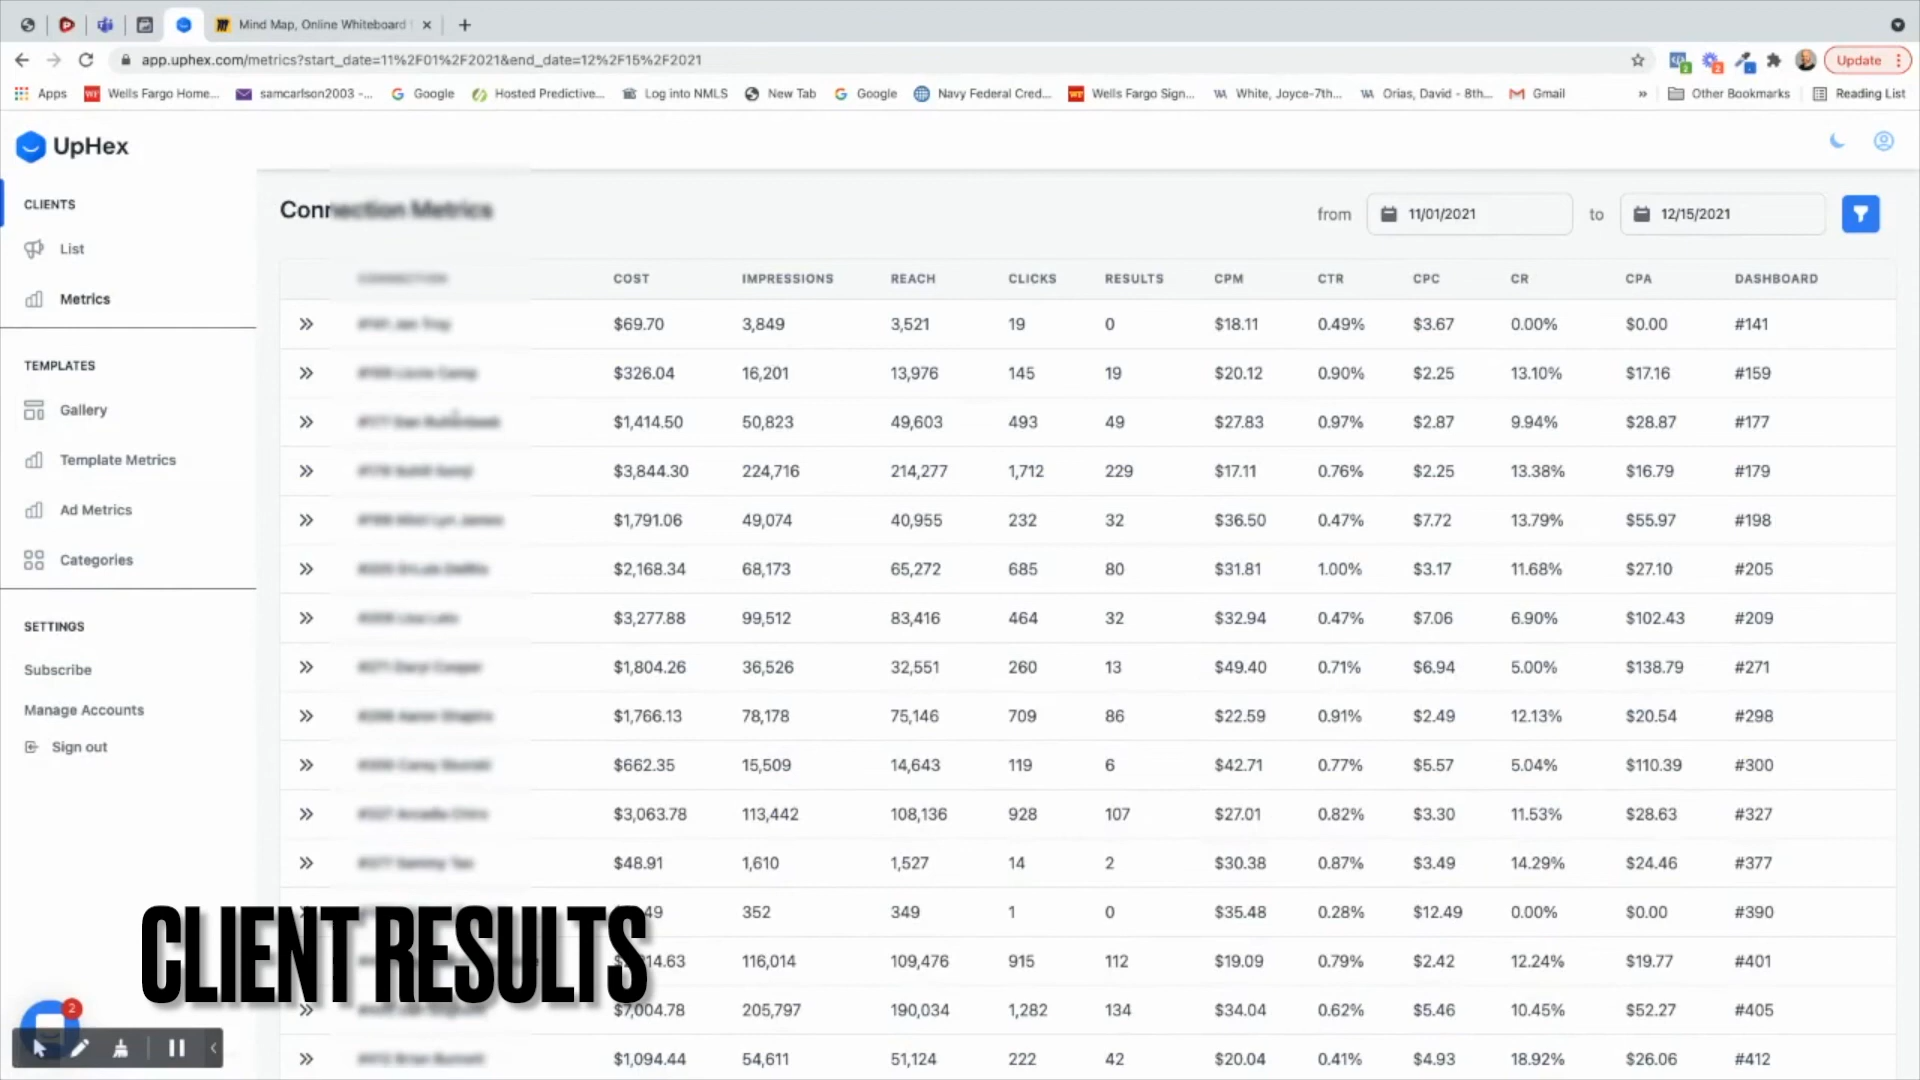 Mind Map, Online Whiteboard
app.uphex.com/metrics?start_date=11%2F01%2F2021&end_date=12%2F15%2F2021
Update
Apps Wells Fargo Home... samcarlson2003 -... Google Hosted Predictive... Log into NMLS New Tab Google Navy Federal Cred... Wells Fargo Sign... White, Joyce-7th... Orias, David - 8th... Gmail » Other Bookmarks Reading List
UpHex
CLIENTS
List
Metrics
TEMPLATES
Gallery
Template Metrics
Ad Metrics
Categories
SETTINGS
Subscribe
Manage Accounts
Sign out
Connection Metrics
from 11/01/2021 to 12/15/2021
COST IMPRESSIONS REACH CLICKS RESULTS CPM CTR CPC CR CPA DASHBOARD
$69.70 3,849 3,521 19 0 $18.11 0.49% $3.67 0.00% $0.00 #141
$326.04 16,201 13,976 145 19 $20.12 0.90% $2.25 13.10% $17.16 #159
$1,414.50 50,823 49,603 493 49 $27.83 0.97% $2.87 9.94% $28.87 #177
$3,844.30 224,716 214,277 1,712 229 $17.11 0.76% $2.25 13.38% $16.79 #179
$1,791.06 49,074 40,955 232 32 $36.50 0.47% $7.72 13.79% $55.97 #198
$2,168.34 68,173 65,272 685 80 $31.81 1.00% $3.17 11.68% $27.10 #205
$3,277.88 99,512 83,416 464 32 $32.94 0.47% $7.06 6.90% $102.43 #209
$1,804.26 36,526 32,551 260 13 $49.40 0.71% $6.94 5.00% $138.79 #271
$1,766.13 78,178 75,146 709 86 $22.59 0.91% $2.49 12.13% $20.54 #298
$662.35 15,509 14,643 119 6 $42.71 0.77% $5.57 5.04% $110.39 #300
$3,063.78 113,442 108,136 928 107 $27.01 0.82% $3.30 11.53% $28.63 #327
$48.91 1,610 1,527 14 2 $30.38 0.87% $3.49 14.29% $24.46 #377
49 352 349 1 0 $35.48 0.28% $12.49 0.00% $0.00 #390
14.63 116,014 109,476 915 112 $19.09 0.79% $2.42 12.24% $19.77 #401
$7,004.78 205,797 190,034 1,282 134 $34.04 0.62% $5.46 10.45% $52.27 #405
$1,094.44 54,611 51,124 222 42 $20.04 0.41% $4.93 18.92% $26.06 #412
CLIENT RESULTS
2